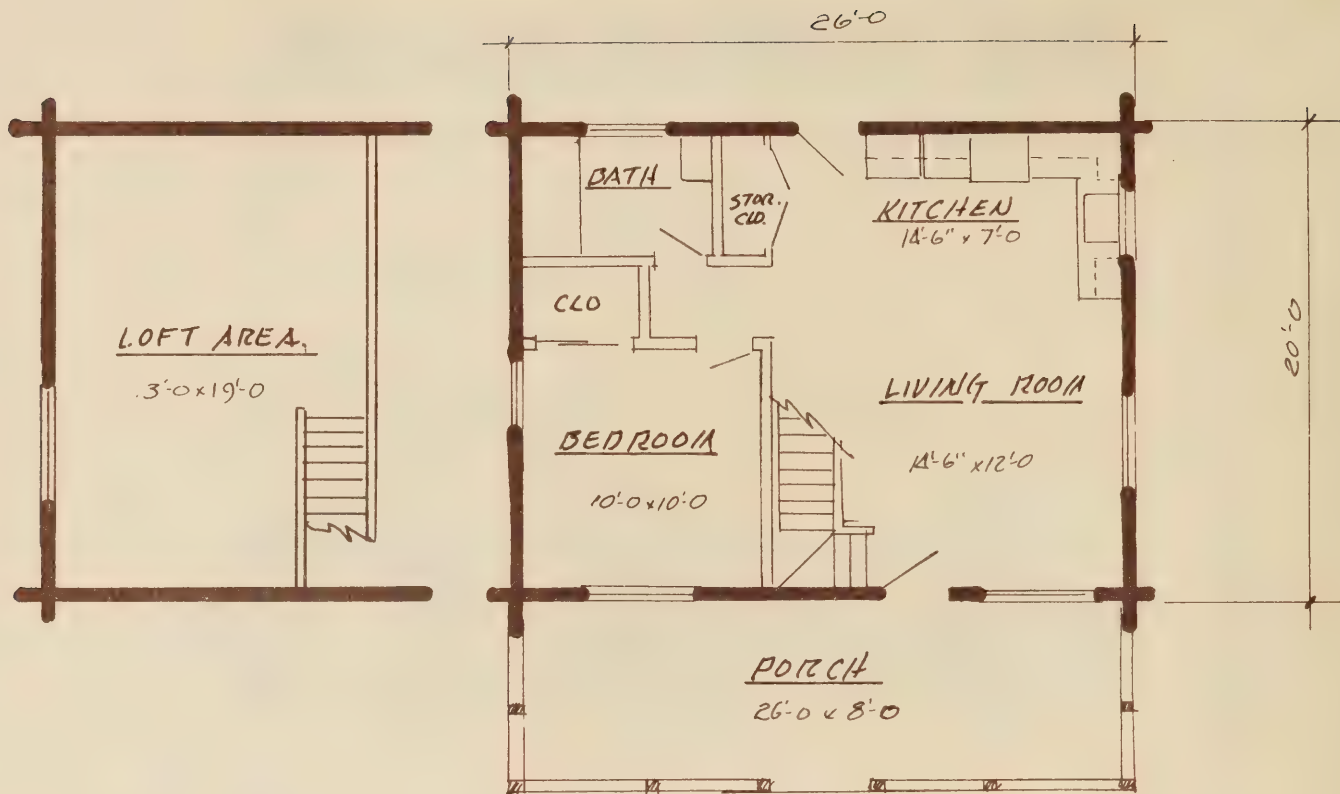 26'-0
BATH
STOR.
CLO.
KITCHEN
14'-6" x 7'-0
CLO
LOFT AREA.
.3'-0 x 19'-0
20'-0
LIVING ROOM
14'-6" x 12'-0
BEDROOM
10'-0 x 10'-0
PORCH
26'-0 x 8'-0